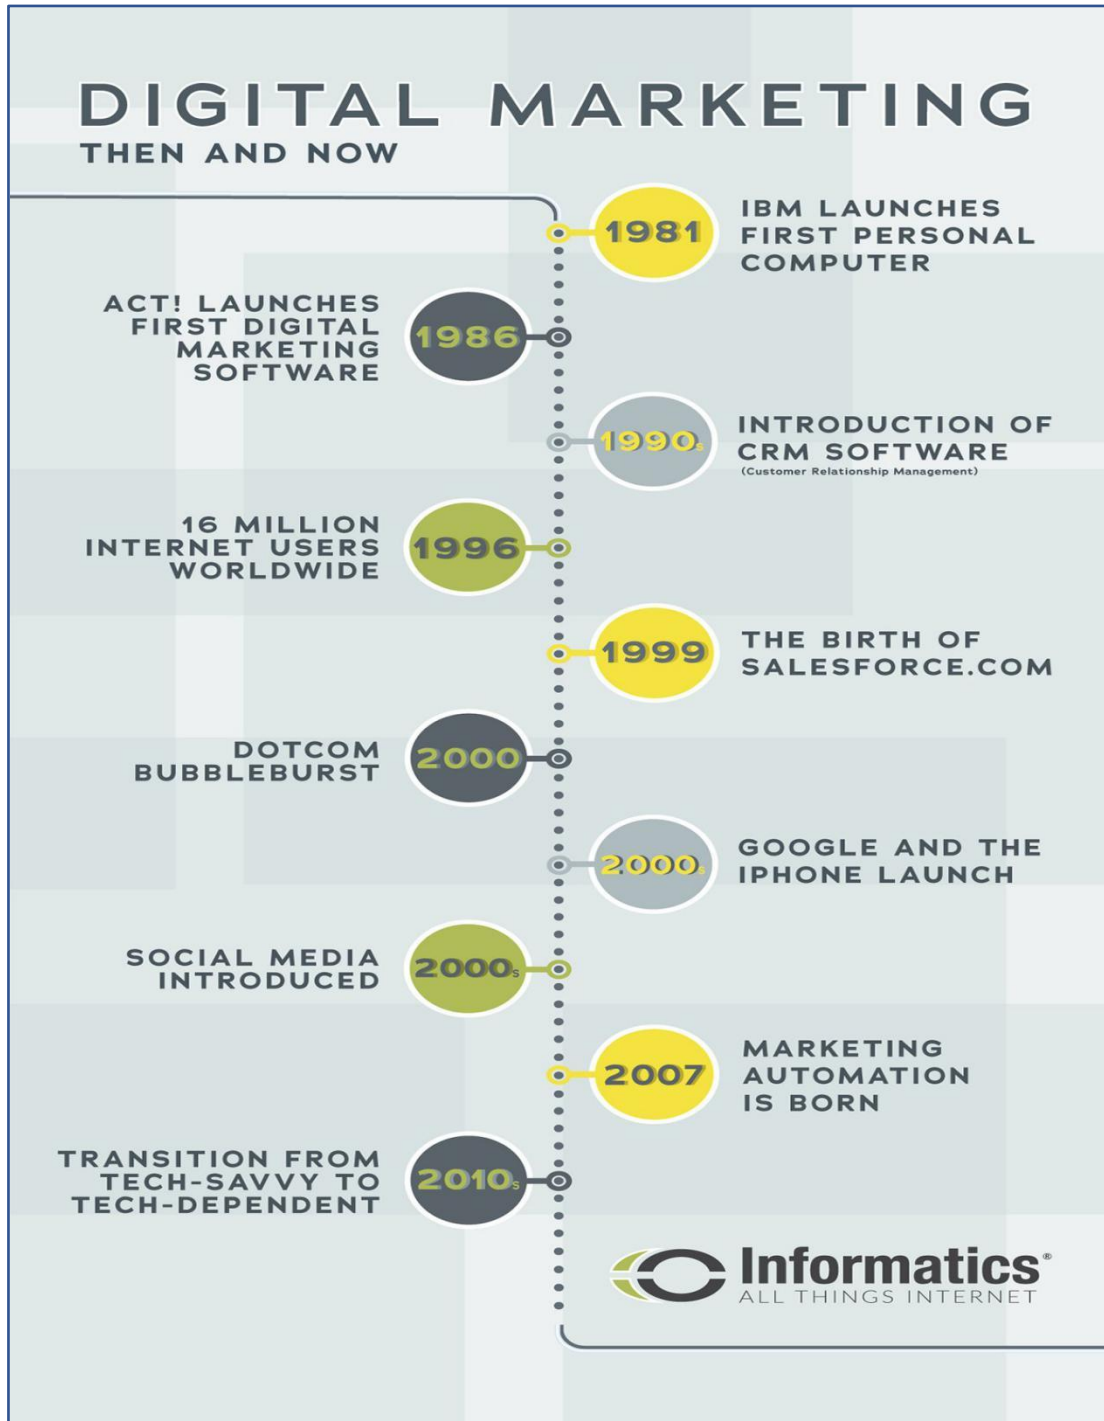 DIGITAL MARKETING
THEN AND NOW
1981
IBM LAUNCHES
FIRST PERSONAL
COMPUTER
ACT! LAUNCHES
FIRST DIGITAL
MARKETING
SOFTWARE
1986
1990s
INTRODUCTION OF
CRM SOFTWARE
(Customer Relationship Management)
16 MILLION
INTERNET USERS
WORLDWIDE
1996
1999
THE BIRTH OF
SALESFORCE.COM
DOTCOM
BUBBLEBURST
2000
2000s
GOOGLE AND THE
IPHONE LAUNCH
SOCIAL MEDIA
INTRODUCED
2000s
2007
MARKETING
AUTOMATION
IS BORN
TRANSITION FROM
TECH-SAVVY TO
TECH-DEPENDENT
2010s
Informatics®
ALL THINGS INTERNET